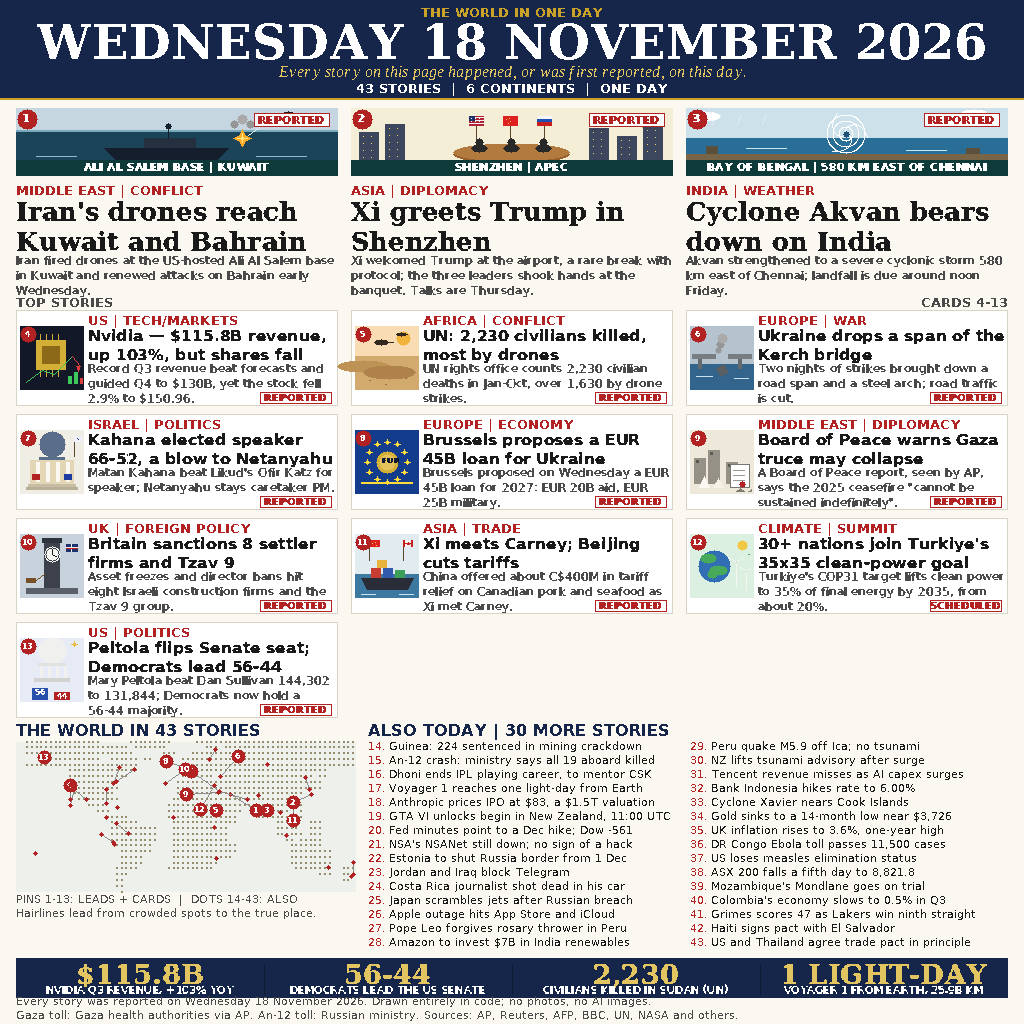 THE WORLD IN ONE DAY
WEDNESDAY 18 NOVEMBER 2026
Every story on this page happened, or was first reported, on this day.
43 STORIES | 6 CONTINENTS | ONE DAY
1
REPORTED
ALI AL SALEM BASE | KUWAIT
MIDDLE EAST | CONFLICT
Iran's drones reach
Kuwait and Bahrain
Iran fired drones at the US-hosted Ali Al Salem base
in Kuwait and renewed attacks on Bahrain early
Wednesday.
2
REPORTED
SHENZHEN | APEC
ASIA | DIPLOMACY
Xi greets Trump in
Shenzhen
Xi welcomed Trump at the airport, a rare break with
protocol; the three leaders shook hands at the
banquet. Talks are Thursday.
3
REPORTED
BAY OF BENGAL | 580 KM EAST OF CHENNAI
INDIA | WEATHER
Cyclone Akvan bears
down on India
Akvan strengthened to a severe cyclonic storm 580
km east of Chennai; landfall is due around noon
Friday.
TOP STORIES
CARDS 4-13
4
US | TECH/MARKETS
Nvidia — $115.8B revenue,
up 103%, but shares fall
Record Q3 revenue beat forecasts and
guided Q4 to $130B, yet the stock fell
2.9% to $150.96.
REPORTED
5
AFRICA | CONFLICT
UN: 2,230 civilians killed,
most by drones
UN rights office counts 2,230 civilian
deaths in Jan-Oct, over 1,630 by drone
strikes.
REPORTED
6
EUROPE | WAR
Ukraine drops a span of the
Kerch bridge
Two nights of strikes brought down a
road span and a steel arch; road traffic
is cut.
REPORTED
7
ISRAEL | POLITICS
Kahana elected speaker
66-52, a blow to Netanyahu
Matan Kahana beat Likud's Ofir Katz for
speaker; Netanyahu stays caretaker PM.
REPORTED
8
EUR
EUROPE | ECONOMY
Brussels proposes a EUR
45B loan for Ukraine
Brussels proposed on Wednesday a EUR
45B loan for 2027: EUR 20B aid, EUR
25B military.
REPORTED
9
MIDDLE EAST | DIPLOMACY
Board of Peace warns Gaza
truce may collapse
A Board of Peace report, seen by AP,
says the 2025 ceasefire "cannot be
sustained indefinitely".
REPORTED
10
UK | FOREIGN POLICY
Britain sanctions 8 settler
firms and Tzav 9
Asset freezes and director bans hit
eight Israeli construction firms and the
Tzav 9 group.
REPORTED
11
ASIA | TRADE
Xi meets Carney; Beijing
cuts tariffs
China offered about C$400M in tariff
relief on Canadian pork and seafood as
Xi met Carney.
REPORTED
12
CLIMATE | SUMMIT
30+ nations join Turkiye's
35x35 clean-power goal
Turkiye's COP31 target lifts clean power
to 35% of final energy by 2035, from
about 20%.
SCHEDULED
13
56
44
US | POLITICS
Peltola flips Senate seat;
Democrats lead 56-44
Mary Peltola beat Dan Sullivan 144,302
to 131,844; Democrats now hold a
56-44 majority.
REPORTED
THE WORLD IN 43 STORIES
13
4
8
10
6
9
12
5
1
3
2
11
PINS 1-13: LEADS + CARDS | DOTS 14-43: ALSO
Hairlines lead from crowded spots to the true place.
ALSO TODAY | 30 MORE STORIES
14. Guinea: 224 sentenced in mining crackdown
15. An-12 crash: ministry says all 19 aboard killed
16. Dhoni ends IPL playing career, to mentor CSK
17. Voyager 1 reaches one light-day from Earth
18. Anthropic prices IPO at $83, a $1.5T valuation
19. GTA VI unlocks begin in New Zealand, 11:00 UTC
20. Fed minutes point to a Dec hike; Dow -561
21. NSA's NSANet still down; no sign of a hack
22. Estonia to shut Russia border from 1 Dec
23. Jordan and Iraq block Telegram
24. Costa Rica journalist shot dead in his car
25. Japan scrambles jets after Russian breach
26. Apple outage hits App Store and iCloud
27. Pope Leo forgives rosary thrower in Peru
28. Amazon to invest $7B in India renewables
29. Peru quake M5.9 off Ica; no tsunami
30. NZ lifts tsunami advisory after surge
31. Tencent revenue misses as AI capex surges
32. Bank Indonesia hikes rate to 6.00%
33. Cyclone Xavier nears Cook Islands
34. Gold sinks to a 14-month low near $3,726
35. UK inflation rises to 3.6%, one-year high
36. DR Congo Ebola toll passes 11,500 cases
37. US loses measles elimination status
38. ASX 200 falls a fifth day to 8,821.8
39. Mozambique's Mondlane goes on trial
40. Colombia's economy slows to 0.5% in Q3
41. Grimes scores 47 as Lakers win ninth straight
42. Haiti signs pact with El Salvador
43. US and Thailand agree trade pact in principle
$115.8B
NVIDIA Q3 REVENUE, +103% YOY
56-44
DEMOCRATS LEAD THE US SENATE
2,230
CIVILIANS KILLED IN SUDAN (UN)
1 LIGHT-DAY
VOYAGER 1 FROM EARTH, 25.9B KM
Every story was reported on Wednesday 18 November 2026. Drawn entirely in code; no photos, no AI images.
Gaza toll: Gaza health authorities via AP. An-12 toll: Russian ministry. Sources: AP, Reuters, AFP, BBC, UN, NASA and others.